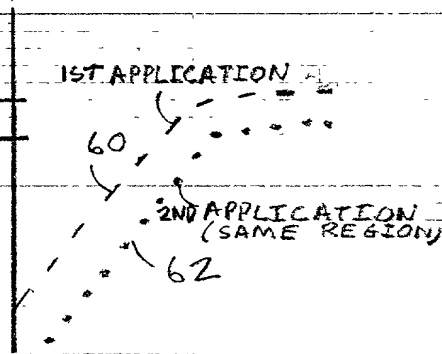 1ST APPLICATION
60
2ND APPLICATION
(SAME REGION)
62